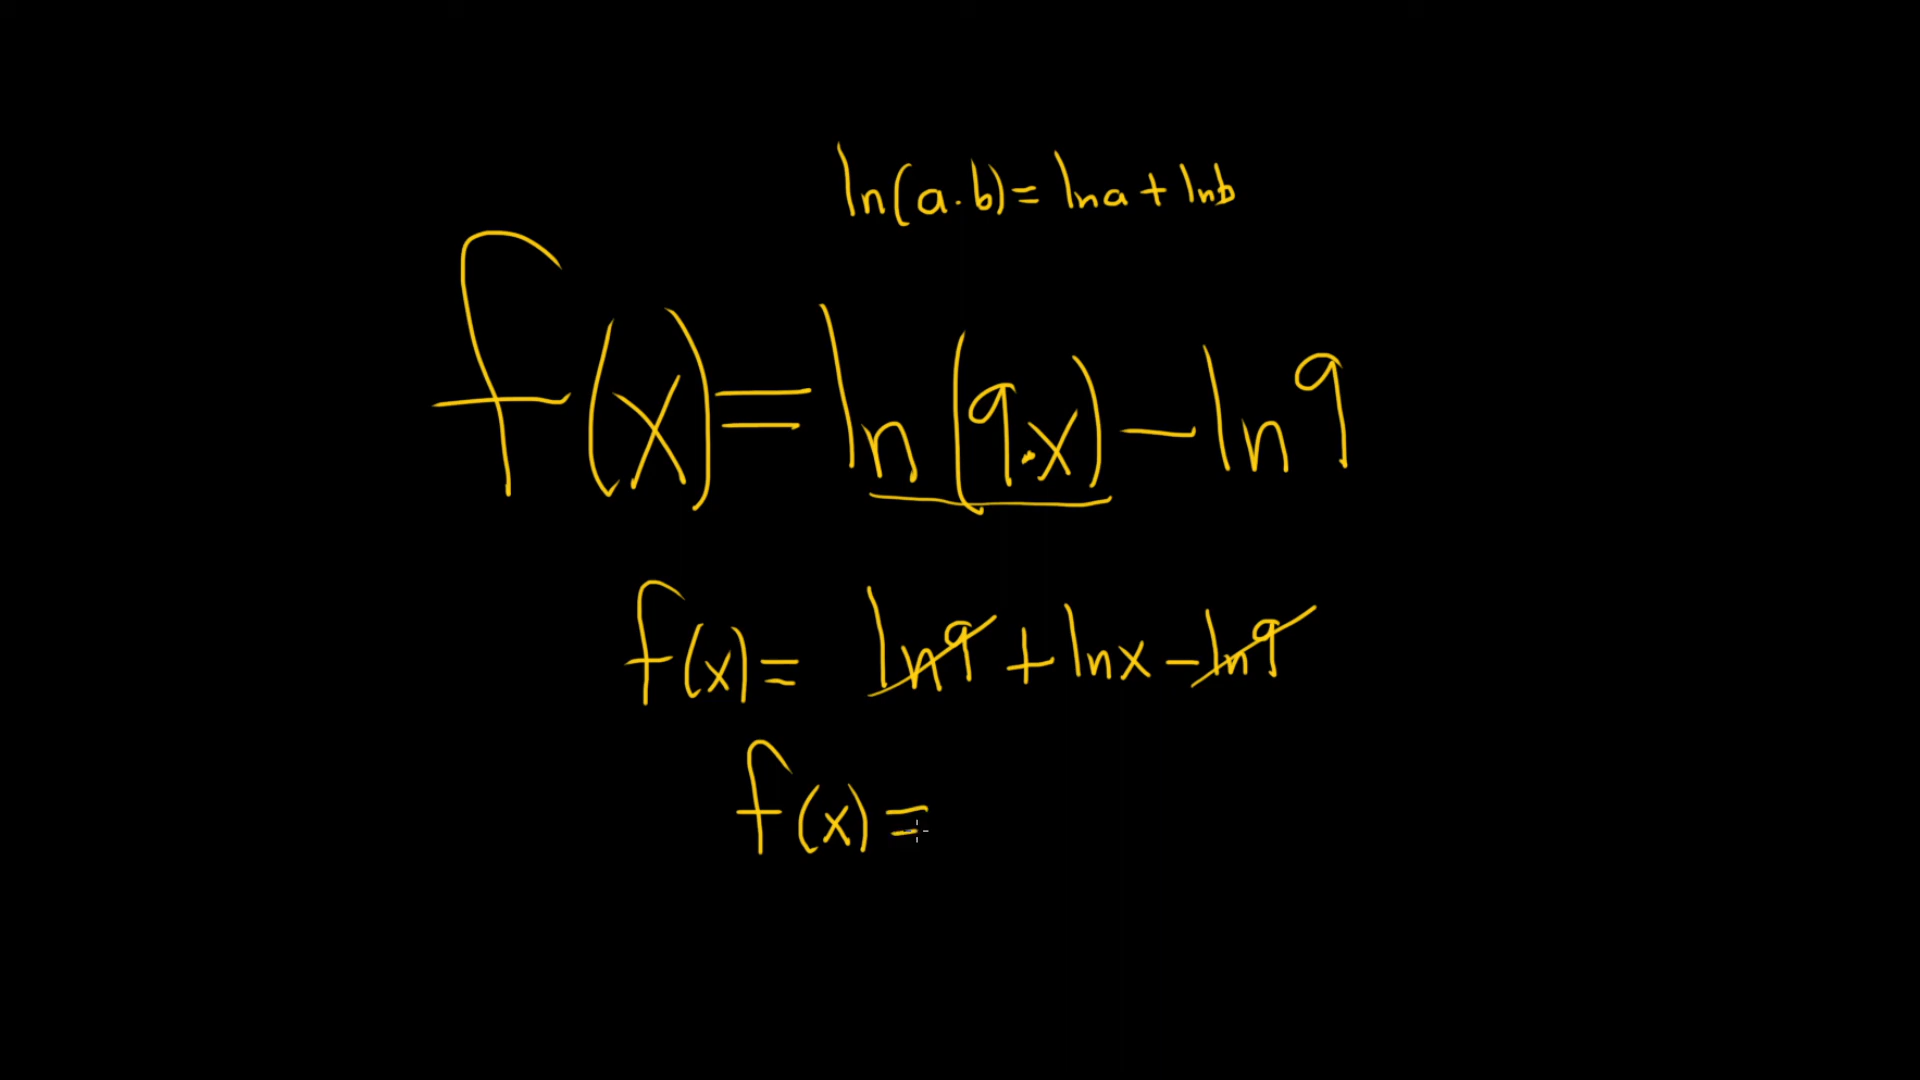 ln(a·b)=lna+lnb
f(x)=ln(9·x)-ln9
f(x)= ln9+lnx-ln9
f(x)=